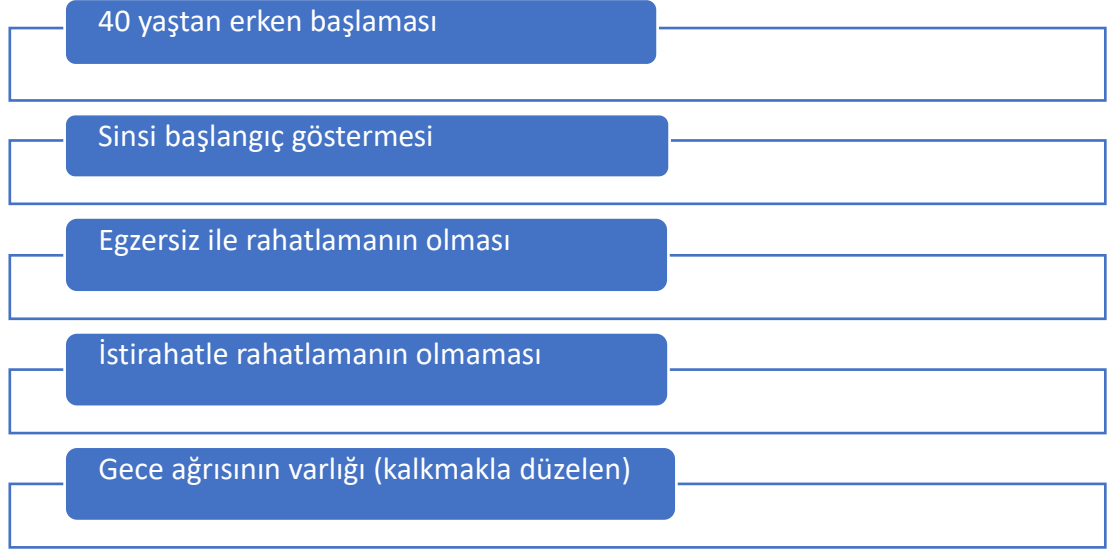 40 yaştan erken başlaması
Sinsi başlangıç göstermesi
Egzersiz ile rahatlamanın olması
İstirahatle rahatlamanın olmaması
Gece ağrısının varlığı (kalkmakla düzelen)